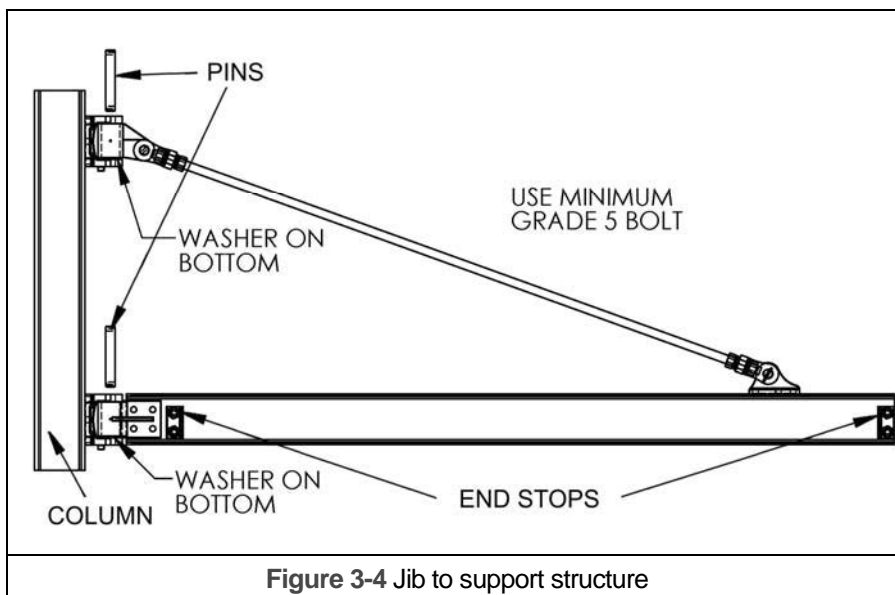 PINS
USE MINIMUM
GRADE 5 BOLT
WASHER ON
BOTTOM
WASHER ON
BOTTOM
COLUMN
END STOPS
Figure 3-4 Jib to support structure